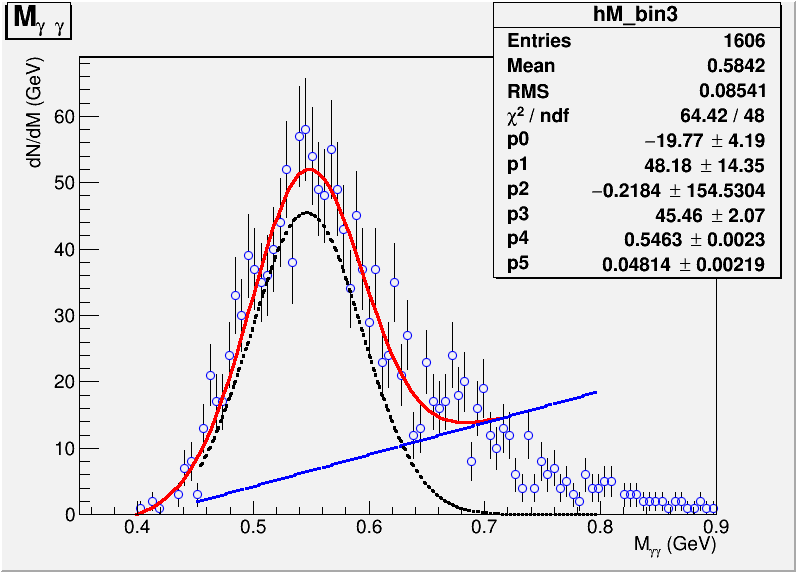 M_γ γ
hM_bin3
Entries 1606
Mean 0.5842
RMS 0.08541
χ² / ndf 64.42 / 48
p0 −19.77 ± 4.19
p1 48.18 ± 14.35
p2 −0.2184 ± 154.5304
p3 45.46 ± 2.07
p4 0.5463 ± 0.0023
p5 0.04814 ± 0.00219
dN/dM (GeV)
60
50
40
30
20
10
0
0.4 0.5 0.6 0.7 0.8 0.9
M_γγ (GeV)